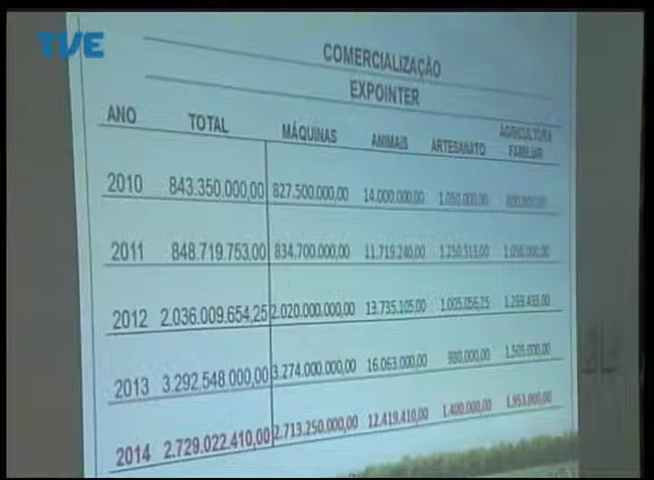 TVE
COMERCIALIZAÇÃO
EXPOINTER
ANO TOTAL MÁQUINAS ANIMAIS ARTESANATO AGRICULTURA FAMILIAR
2010 843.350.000,00 827.500.000,00 14.000.000,00 1.050.000,00 800.000,00
2011 848.719.753,00 834.700.000,00 11.719.240,00 1.250.513,00 1.050.000,00
2012 2.036.009.654,25 2.020.000.000,00 13.735.105,00 1.005.056,25 1.269.493,00
2013 3.292.548.000,00 3.274.000.000,00 16.063.000,00 980.000,00 1.505.000,00
2014 2.729.022.410,00 2.713.250.000,00 12.419.410,00 1.400.000,00 1.953.000,00